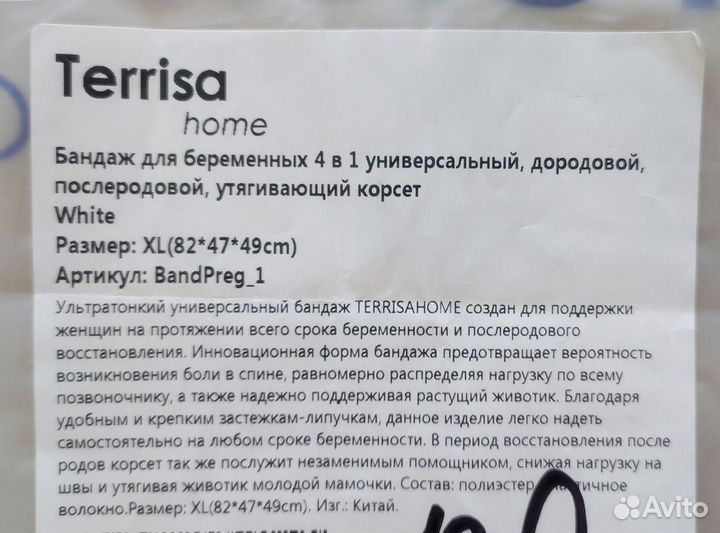 Terrisa
home
Бандаж для беременных 4 в 1 универсальный, дородовой,
послеродовой, утягивающий корсет
White
Размер: XL(82*47*49cm)
Артикул: BandPreg_1
Ультратонкий универсальный бандаж TERRISAHOME создан для поддержки
женщин на протяжении всего срока беременности и послеродового
восстановления. Инновационная форма бандажа предотвращает вероятность
возникновения боли в спине, равномерно распределяя нагрузку по всему
позвоночнику, а также надежно поддерживая растущий животик. Благодаря
удобным и крепким застежкам-липучкам, данное изделие легко надеть
самостоятельно на любом сроке беременности. В период восстановления после
родов корсет так же послужит незаменимым помощником, снижая нагрузку на
швы и утягивая животик молодой мамочки. Состав: полиэстер,
волокно.Размер: XL(82*47*49cm). Изг.: Китай.
Avito